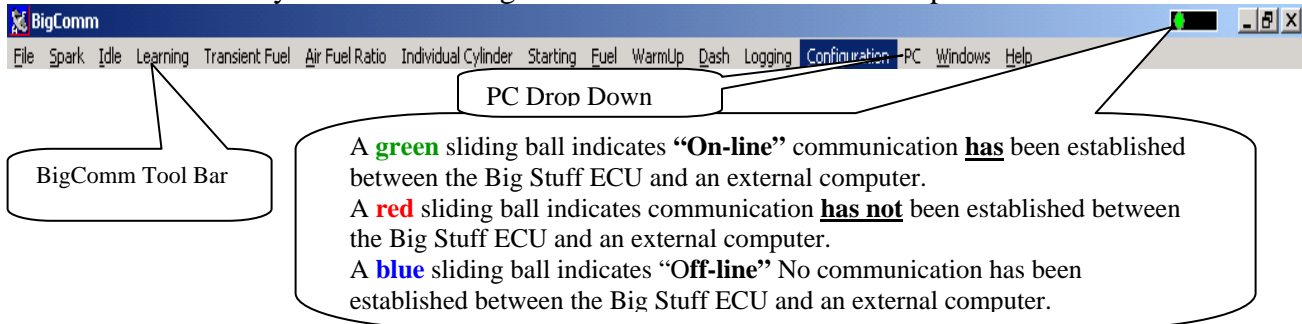 BigComm
File Spark Idle Learning Transient Fuel Air Fuel Ratio Individual Cylinder Starting Fuel WarmUp Dash Logging Configuration PC Windows Help
PC Drop Down
BigComm Tool Bar
A green sliding ball indicates “On-line” communication has been established
between the Big Stuff ECU and an external computer.
A red sliding ball indicates communication has not been established between
the Big Stuff ECU and an external computer.
A blue sliding ball indicates “Off-line” No communication has been
established between the Big Stuff ECU and an external computer.